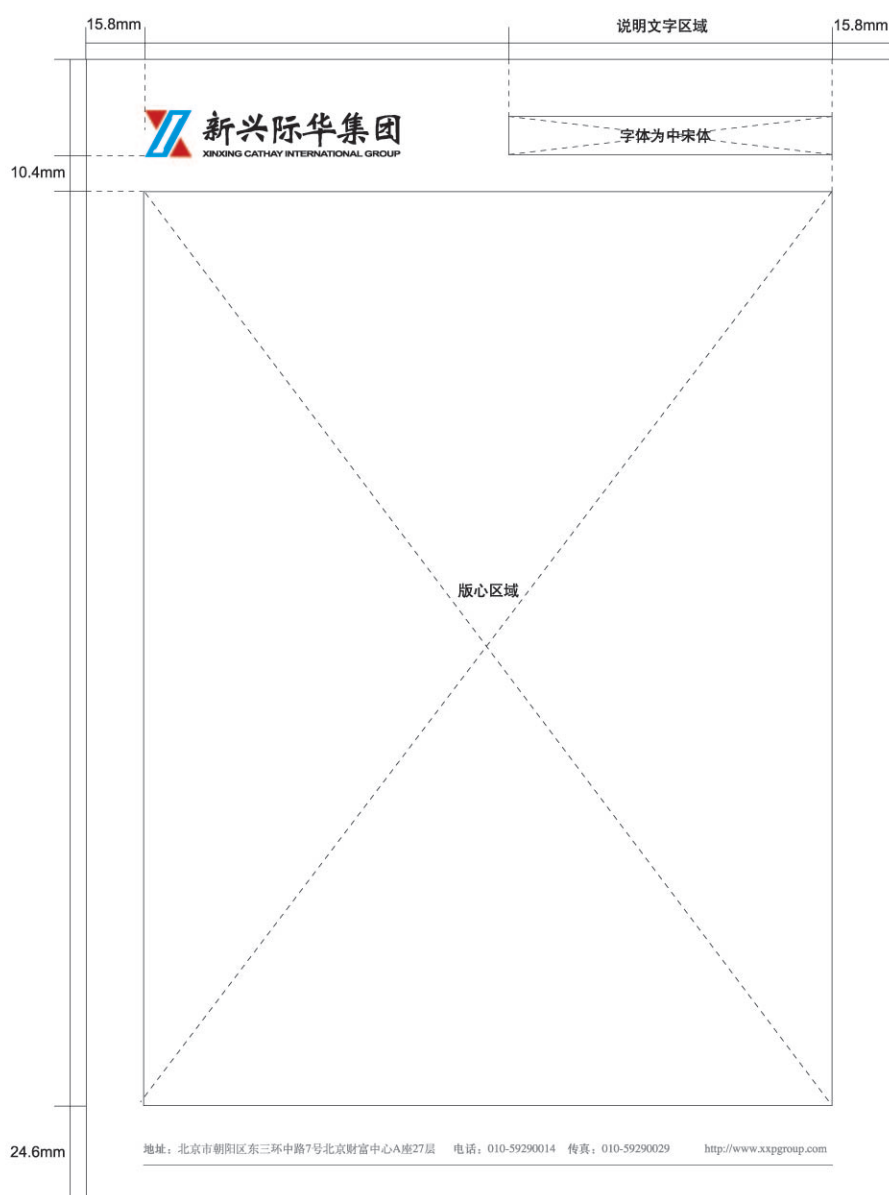 15.8mm
说明文字区域
15.8mm
新兴际华集团
XINXING CATHAY INTERNATIONAL GROUP
字体为中宋体
10.4mm
版心区域
24.6mm
地址：北京市朝阳区东三环中路7号北京财富中心A座27层 电话：010-59290014 传真：010-59290029 http://www.xxpgroup.com